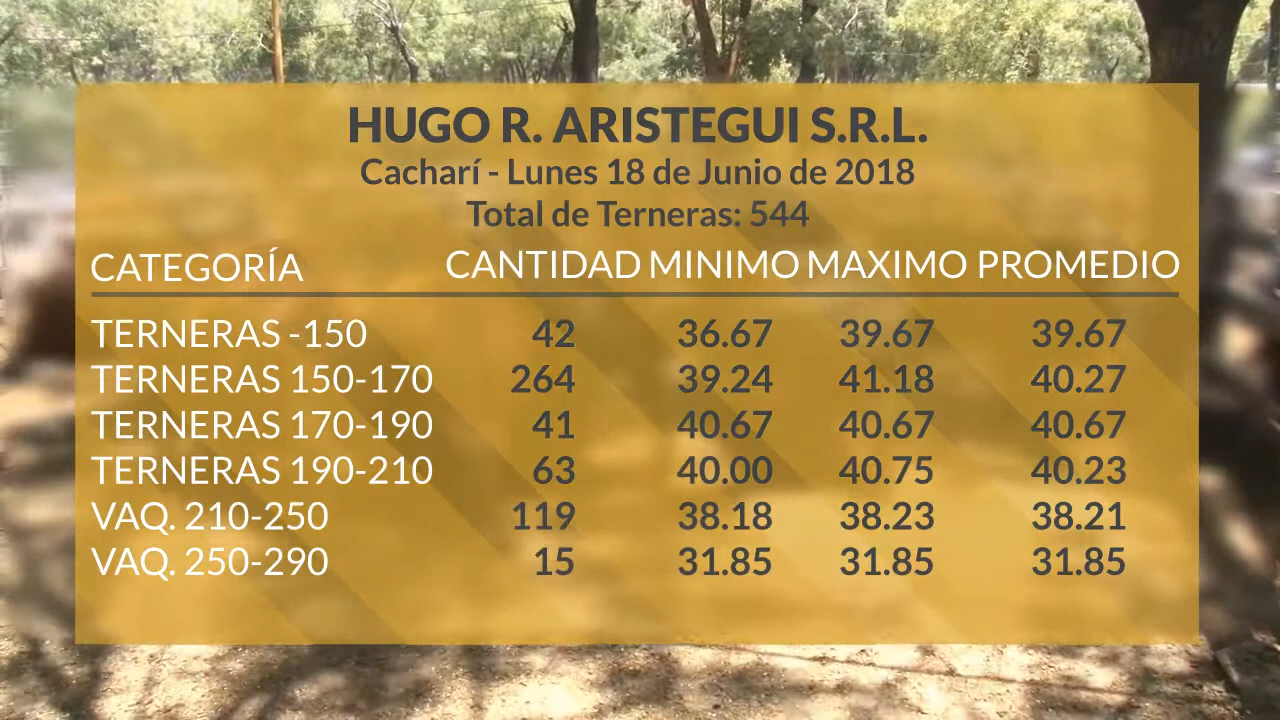 HUGO R. ARISTEGUI S.R.L.
Cacharí - Lunes 18 de Junio de 2018
Total de Terneras: 544
CATEGORÍA CANTIDAD MINIMO MAXIMO PROMEDIO
TERNERAS -150 42 36.67 39.67 39.67
TERNERAS 150-170 264 39.24 41.18 40.27
TERNERAS 170-190 41 40.67 40.67 40.67
TERNERAS 190-210 63 40.00 40.75 40.23
VAQ. 210-250 119 38.18 38.23 38.21
VAQ. 250-290 15 31.85 31.85 31.85